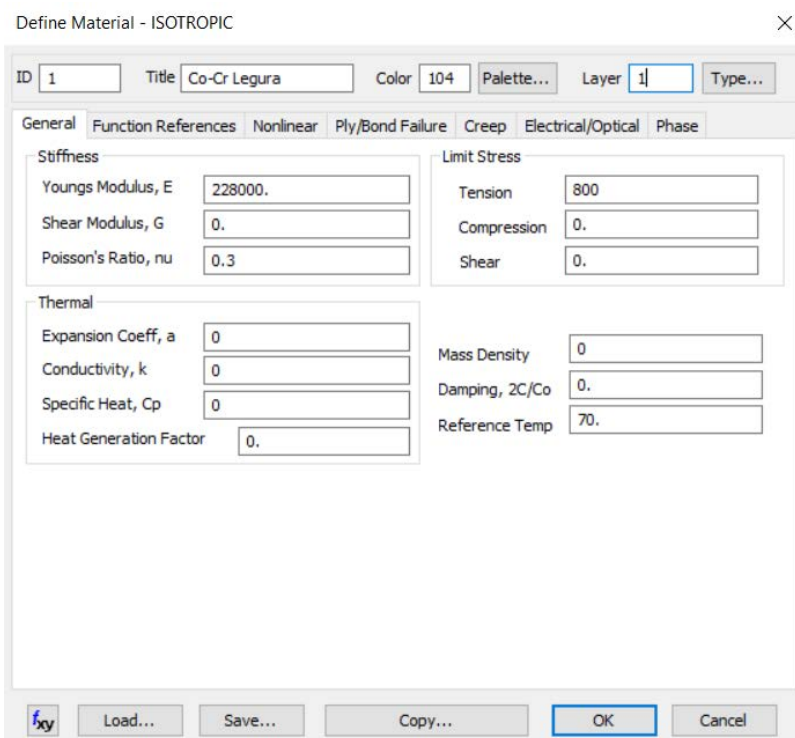 Define Material - ISOTROPIC
ID 1 Title Co-Cr Legura Color 104 Palette... Layer 1 Type...
General Function References Nonlinear Ply/Bond Failure Creep Electrical/Optical Phase
Stiffness
Youngs Modulus, E 228000.
Shear Modulus, G 0.
Poisson's Ratio, nu 0.3
Limit Stress
Tension 800
Compression 0.
Shear 0.
Thermal
Expansion Coeff, a 0
Conductivity, k 0
Specific Heat, Cp 0
Heat Generation Factor 0.
Mass Density 0
Damping, 2C/Co 0.
Reference Temp 70.
fxy Load... Save... Copy... OK Cancel